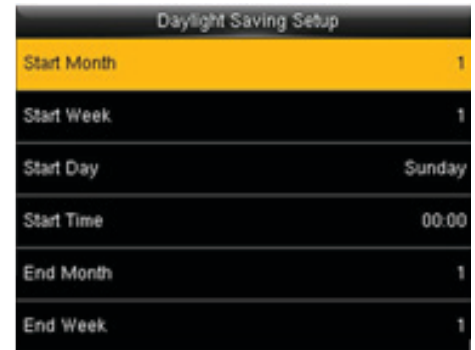 Daylight Saving Setup
Start Month 1
Start Week 1
Start Day Sunday
Start Time 00:00
End Month 1
End Week 1